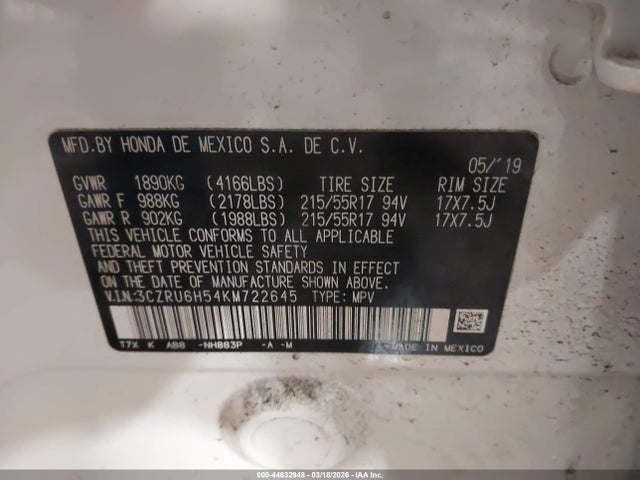 MFD.BY HONDA DE MEXICO S.A. DE C.V.
05/'19
GVWR 1890KG (4166LBS) TIRE SIZE RIM SIZE
GAWR F 988KG (2178LBS) 215/55R17 94V 17X7.5J
GAWR R 902KG (1988LBS) 215/55R17 94V 17X7.5J
THIS VEHICLE CONFORMS TO ALL APPLICABLE
FEDERAL MOTOR VEHICLE SAFETY
AND THEFT PREVENTION STANDARDS IN EFFECT
ON THE DATE OF MANUFACTURE SHOWN ABOVE.
V.I.N:3CZRU6H54KM722645 TYPE: MPV
T7X K AB8 -NH883P -A -M MADE IN MEXICO
000-44632948 - 03/18/2026 - IAA Inc.